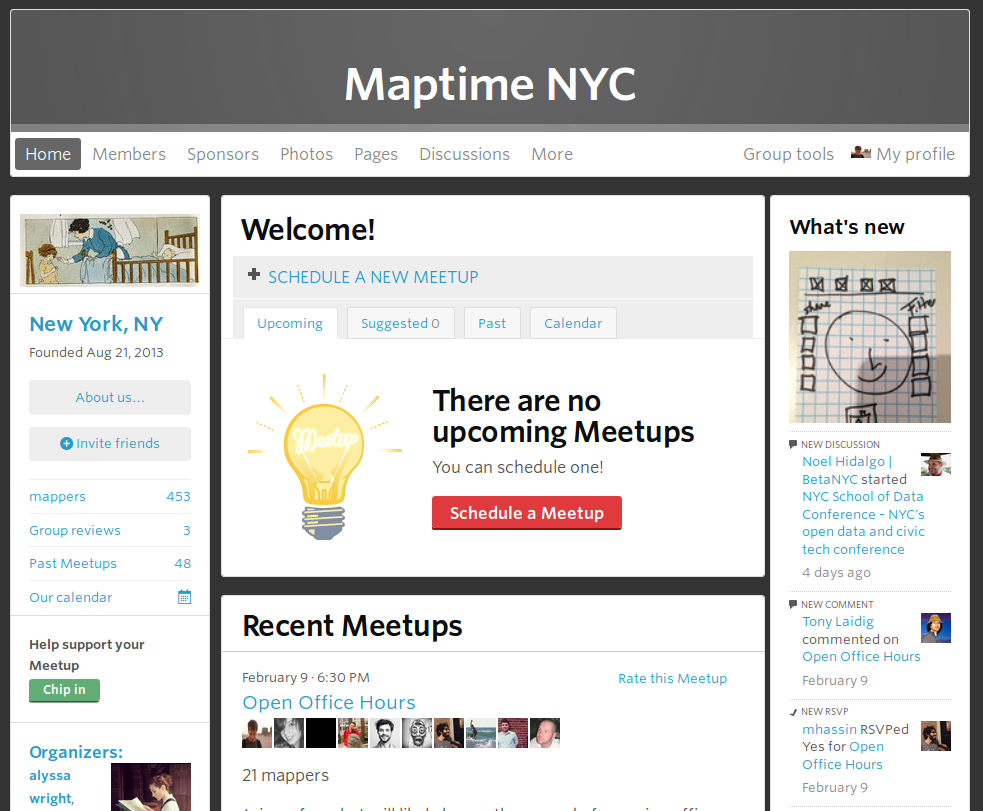 Maptime NYC
Home Members Sponsors Photos Pages Discussions More Group tools My profile
New York, NY
Founded Aug 21, 2013
About us...
Invite friends
mappers 453
Group reviews 3
Past Meetups 48
Our calendar
Help support your
Meetup
Chip in
Organizers:
alyssa
wright,
Welcome!
SCHEDULE A NEW MEETUP
Upcoming Suggested 0 Past Calendar
Meetup
There are no
upcoming Meetups
You can schedule one!
Schedule a Meetup
Recent Meetups
February 9 · 6:30 PM Rate this Meetup
Open Office Hours
21 mappers
What's new
share Filter
NEW DISCUSSION
Noel Hidalgo |
BetaNYC started
NYC School of Data
Conference - NYC's
open data and civic
tech conference
4 days ago
NEW COMMENT
Tony Laidig
commented on
Open Office Hours
February 9
NEW RSVP
mhassin RSVPed
Yes for Open
Office Hours
February 9